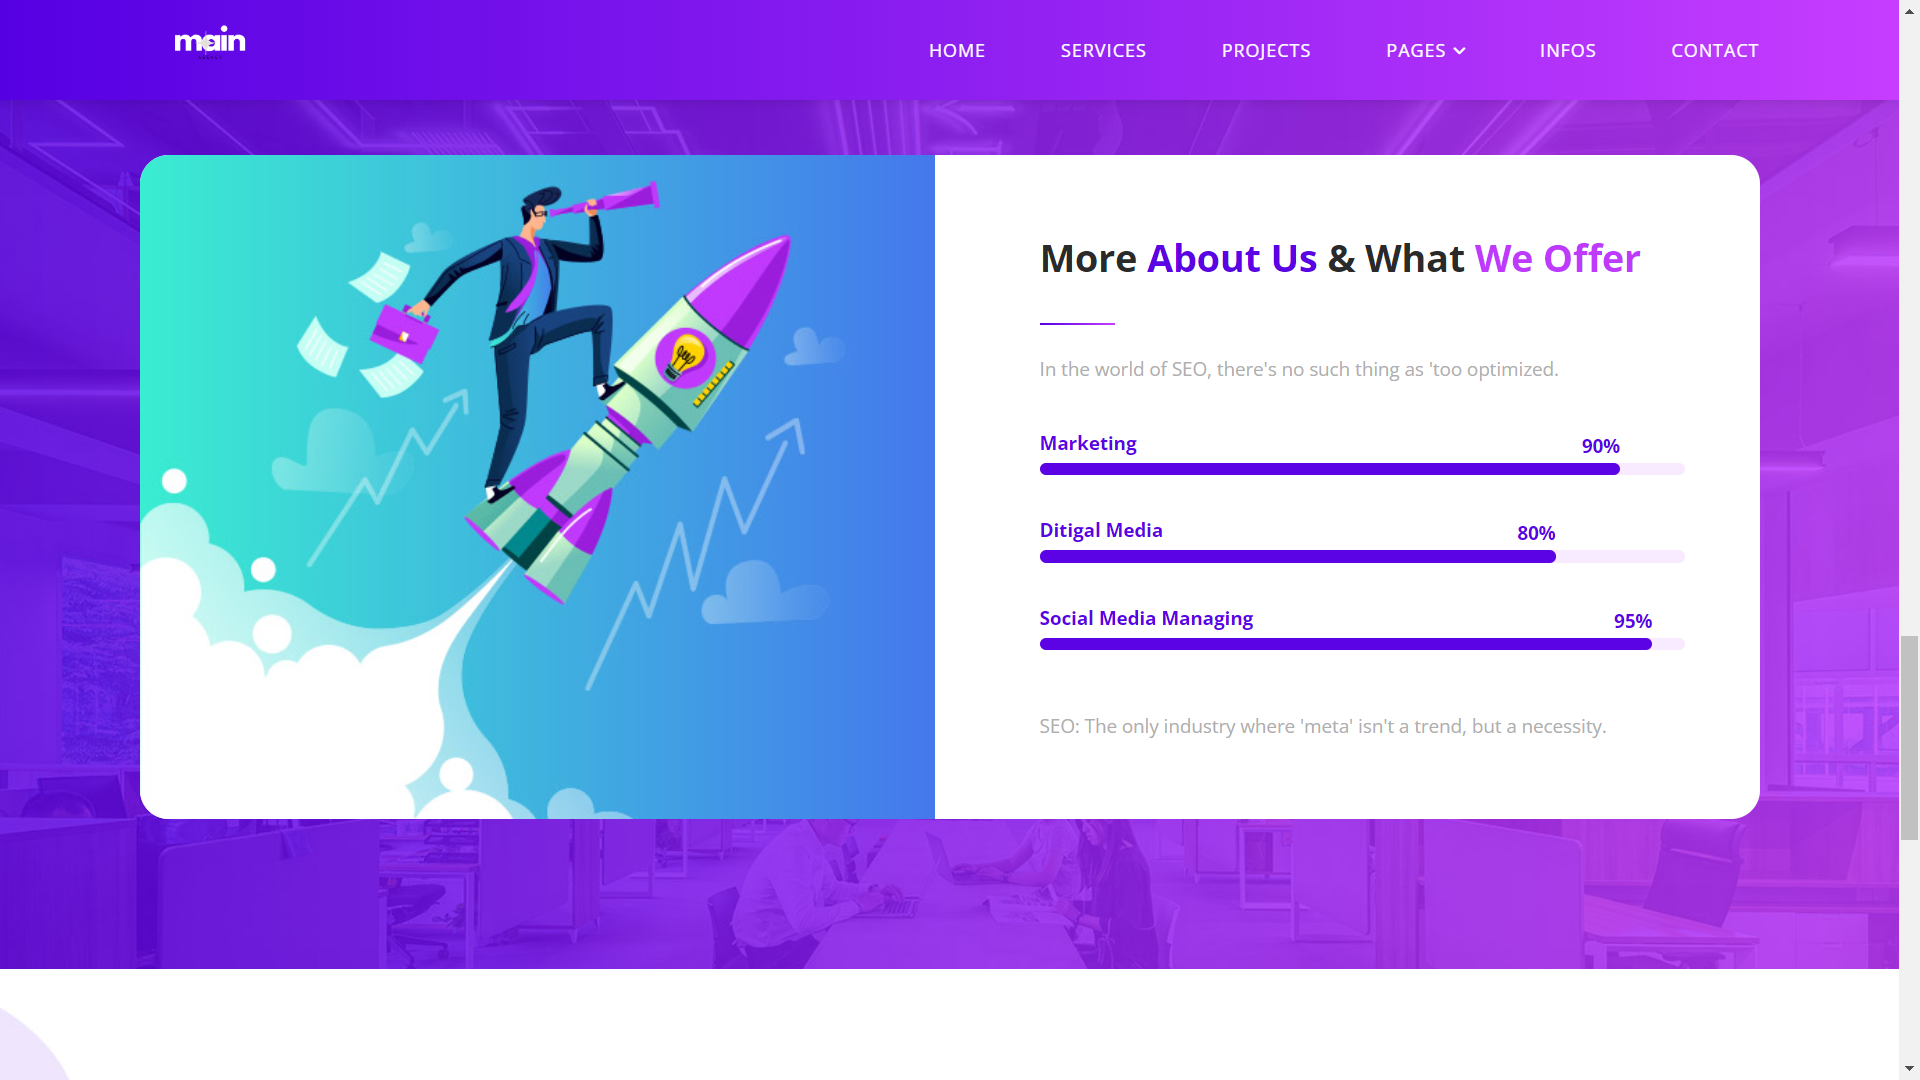 main
HOME
SERVICES
PROJECTS
PAGES
INFOS
CONTACT
More About Us & What We Offer
In the world of SEO, there's no such thing as 'too optimized.
Marketing
90%
Ditigal Media
80%
Social Media Managing
95%
SEO: The only industry where 'meta' isn't a trend, but a necessity.